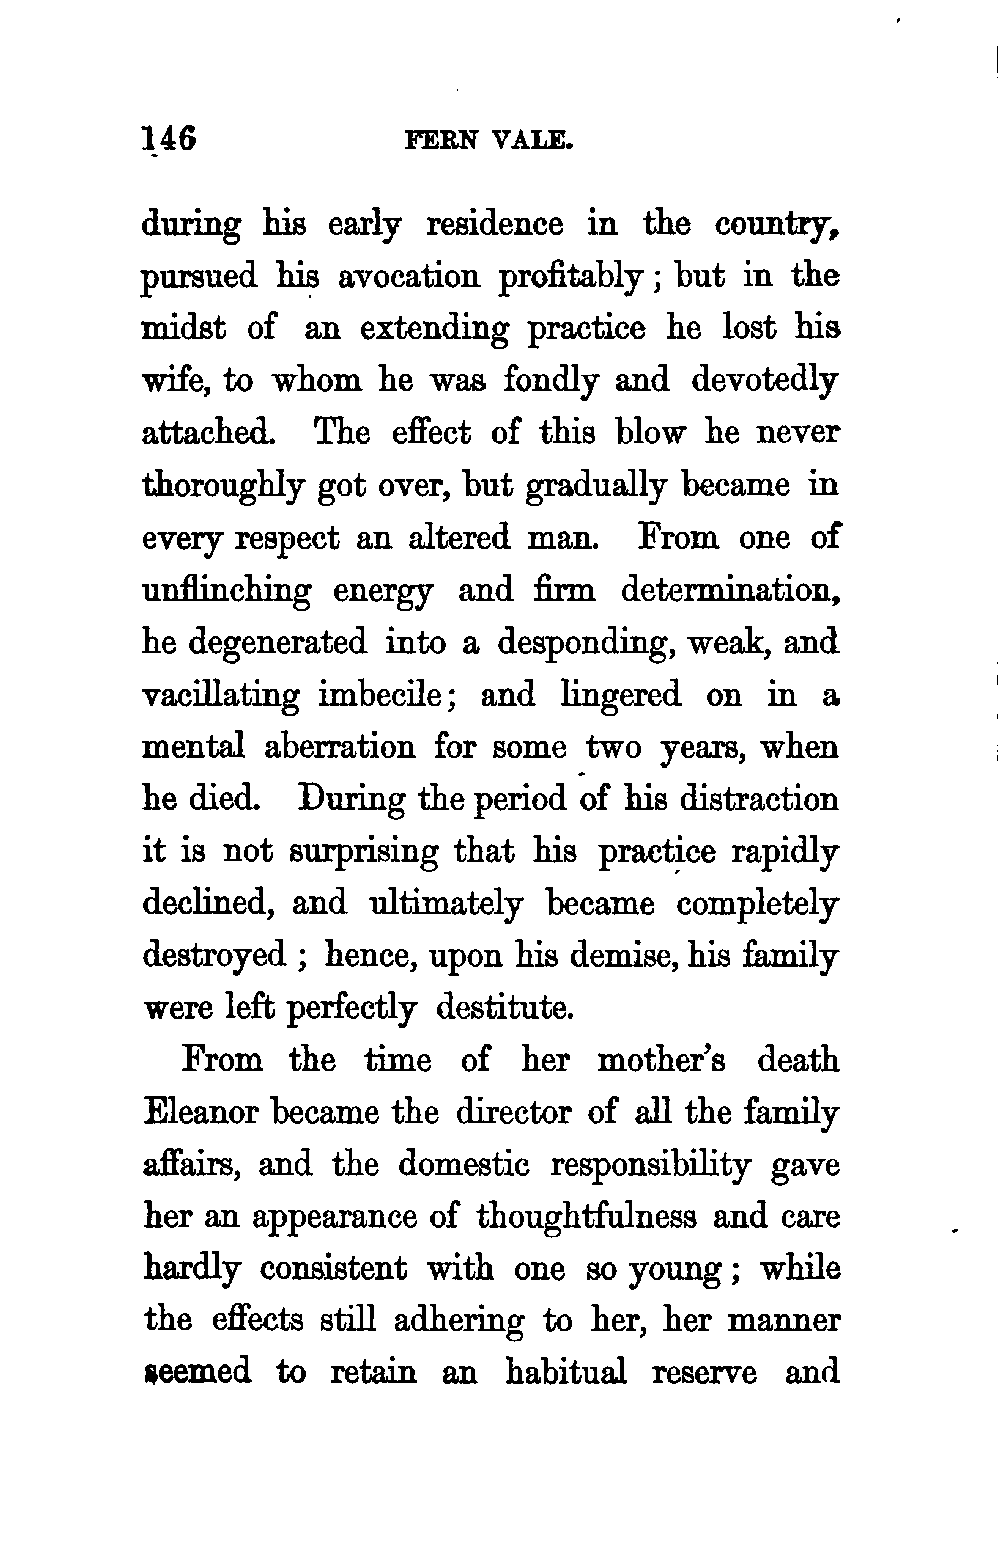 146 FERN VALE.
during his early residence in the country,
pursued his avocation profitably; but in the
midst of an extending practice he lost his
wife, to whom he was fondly and devotedly
attached. The effect of this blow he never
thoroughly got over, but gradually became in
every respect an altered man. From one of
unflinching energy and firm determination,
he degenerated into a desponding, weak, and
vacillating imbecile; and lingered on in a
mental aberration for some two years, when
he died. During the period of his distraction
it is not surprising that his practice rapidly
declined, and ultimately became completely
destroyed; hence, upon his demise, his family
were left perfectly destitute.
From the time of her mother's death
Eleanor became the director of all the family
affairs, and the domestic responsibility gave
her an appearance of thoughtfulness and care
hardly consistent with one so young; while
the effects still adhering to her, her manner
seemed to retain an habitual reserve and